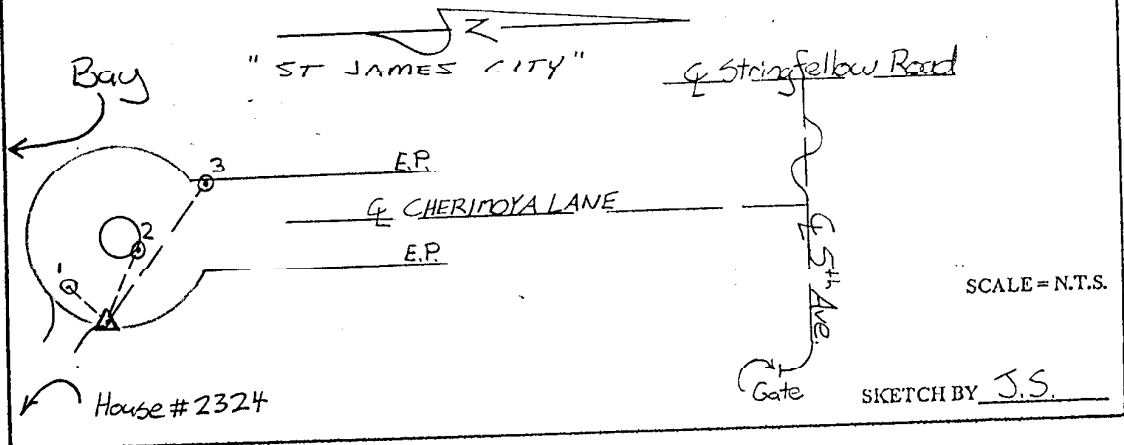 Z
"ST JAMES CITY"
Bay
℄ Stringfellow Road
3
E.P.
℄ CHERIMOYA LANE
2
E.P.
1
℄ 5th Ave.
SCALE = N.T.S.
Gate
House # 2324
SKETCH BY J.S.